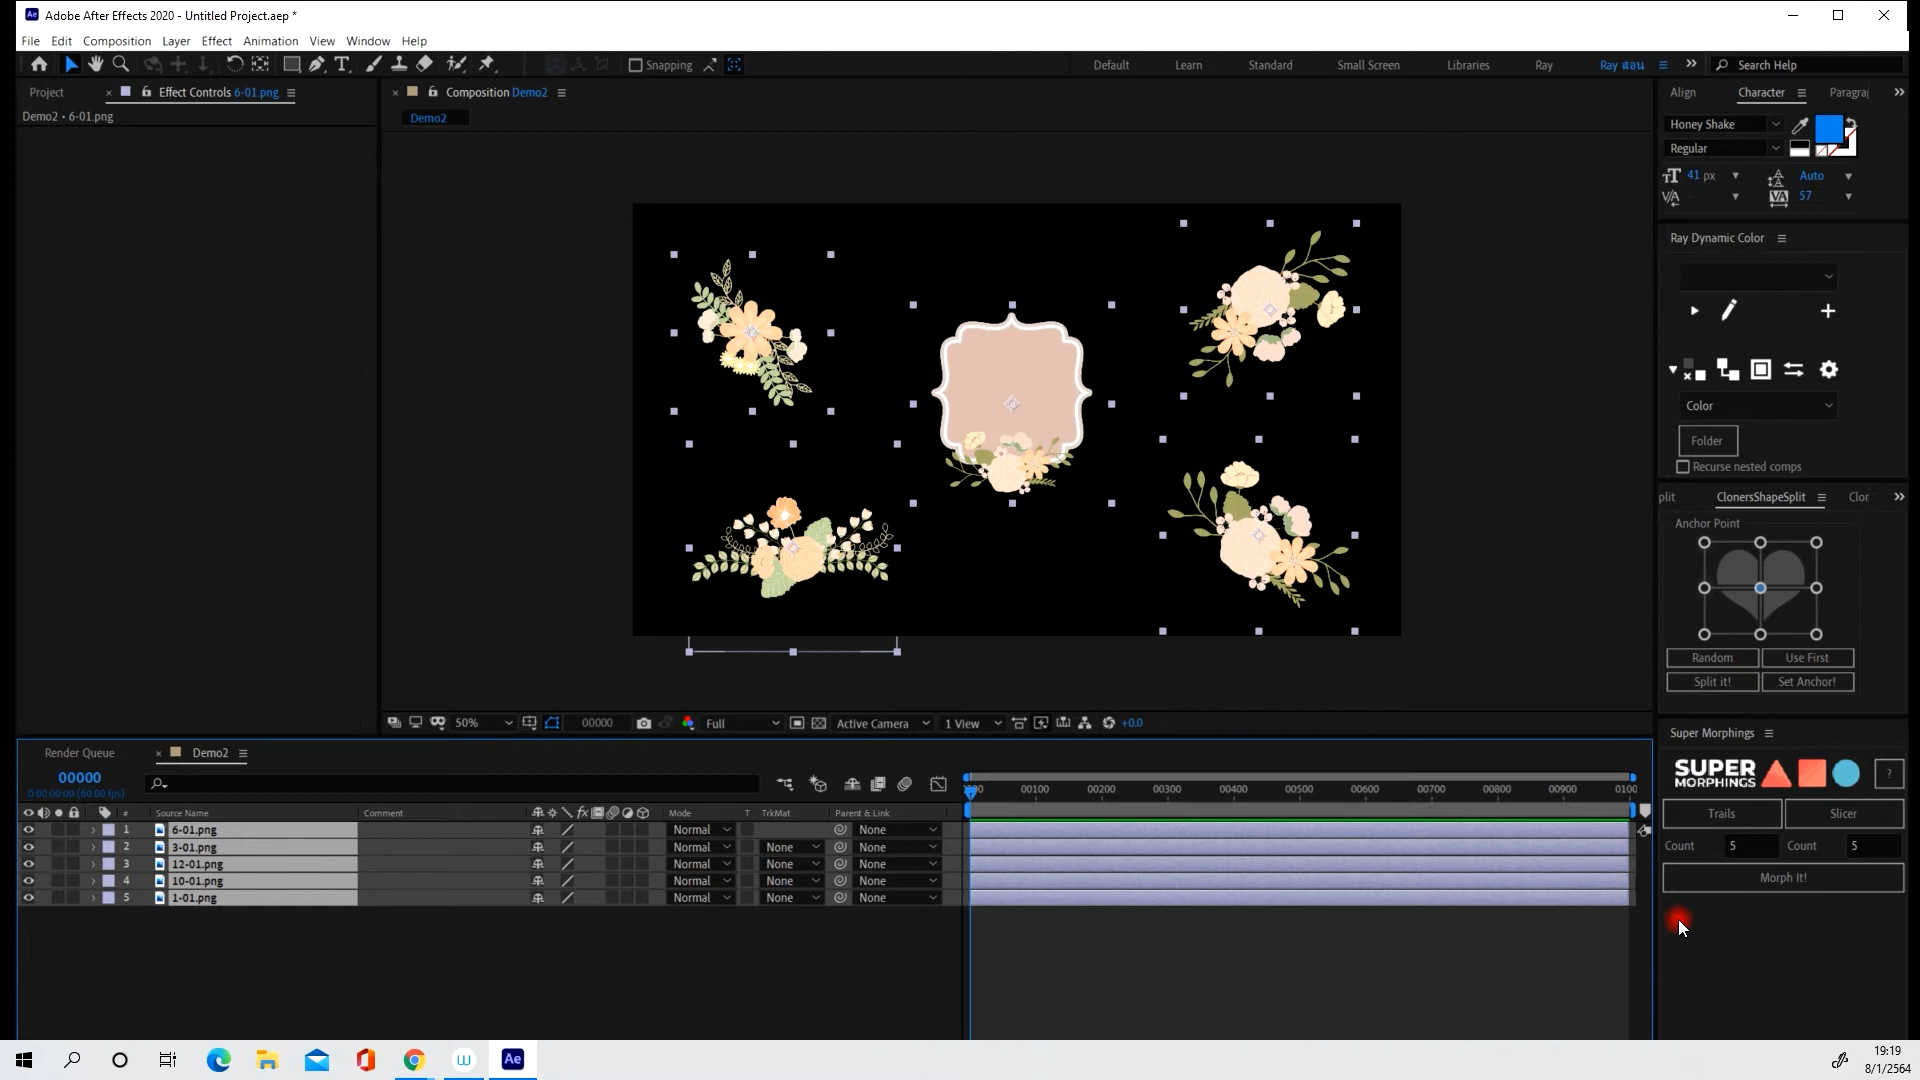 Adobe After Effects 2020 - Untitled Project.aep *
File Edit Composition Layer Effect Animation View Window Help
Snapping Default Learn Standard Small Screen Libraries Ray Ray สอน Search Help
Project Effect Controls 6-01.png
Demo2 • 6-01.png
Composition Demo2
Demo2
Align Character Paragra
Honey Shake
Regular
41 px Auto
57
Ray Dynamic Color
Color
Folder
Recurse nested comps
plit ClonersShapeSplit Clor
Anchor Point
Random Use First
Split it! Set Anchor!
50% 00000 Full Active Camera 1 View +0.0
Super Morphings
SUPER MORPHINGS ?
Trails Slicer
Count 5 Count 5
Morph It!
Render Queue Demo2
00000
0:00:00:00 (60.00 fps)
00100 00200 00300 00400 00500 00600 00700 00800 00900 0100
# Source Name Comment fx Mode T TrkMat Parent & Link
1 6-01.png Normal None
2 3-01.png Normal None None
3 12-01.png Normal None None
4 10-01.png Normal None None
5 1-01.png Normal None None
Ae
19:19
8/1/2564